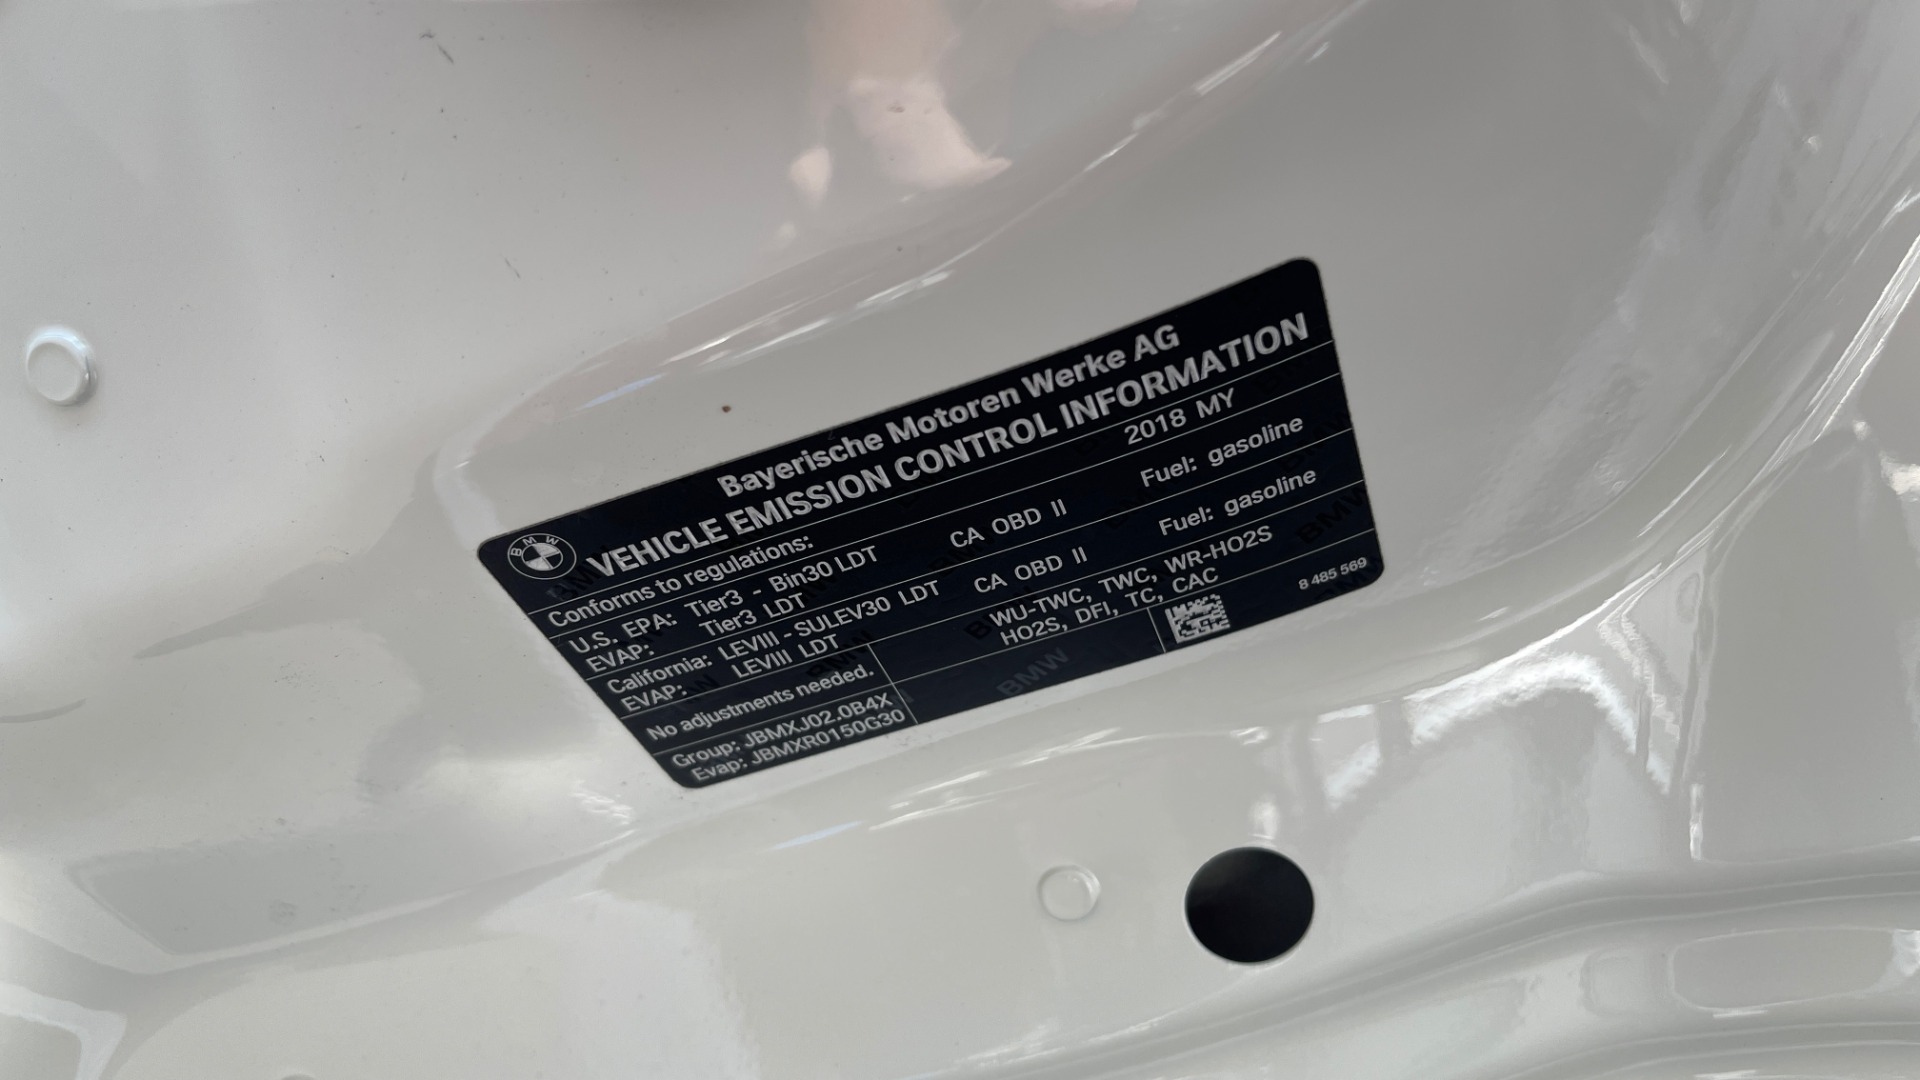 Bayerische Motoren Werke AG
BMW VEHICLE EMISSION CONTROL INFORMATION
Conforms to regulations: 2018 MY
U.S. EPA: Tier3 - Bin30 LDT CA OBD II Fuel: gasoline
EVAP: Tier3 LDT
California: LEVIII - SULEV30 LDT CA OBD II Fuel: gasoline
EVAP: LEVIII LDT
No adjustments needed. WU-TWC, TWC, WR-HO2S
HO2S, DFI, TC, CAC
Group: JBMXJ02.0B4X
Evap: JBMXR0150G30
8 485 569